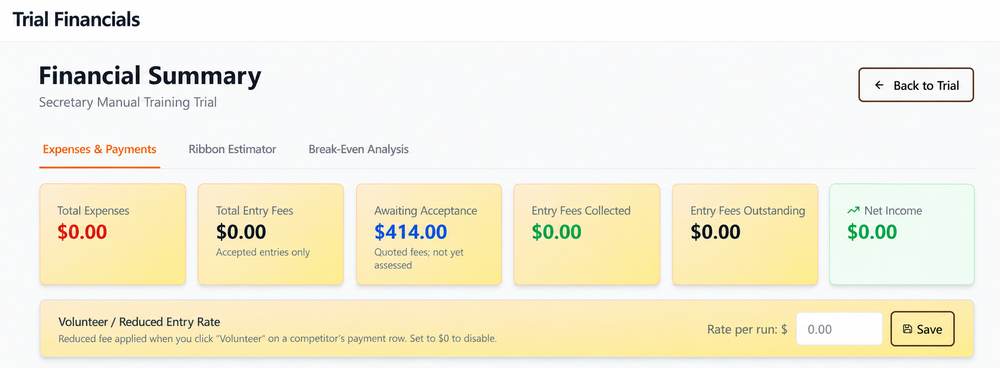 Trial Financials
Financial Summary
Secretary Manual Training Trial
← Back to Trial
Expenses & Payments
Ribbon Estimator
Break-Even Analysis
Total Expenses
$0.00
Total Entry Fees
$0.00
Accepted entries only
Awaiting Acceptance
$414.00
Quoted fees; not yet
assessed
Entry Fees Collected
$0.00
Entry Fees Outstanding
$0.00
Net Income
$0.00
Volunteer / Reduced Entry Rate
Reduced fee applied when you click “Volunteer” on a competitor’s payment row. Set to $0 to disable.
Rate per run: $
0.00
Save